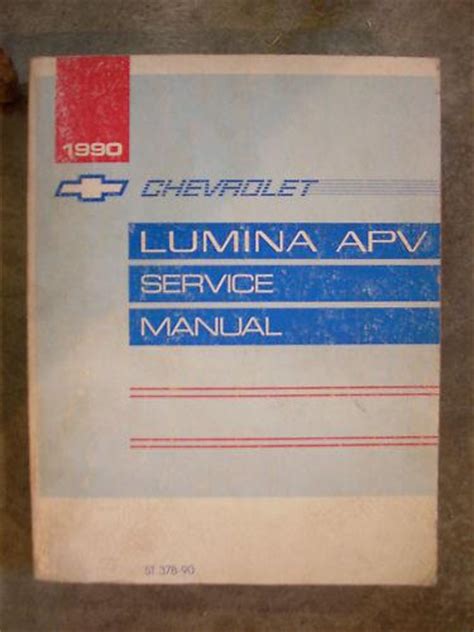 1990
CHEVROLET
LUMINA APV
SERVICE
MANUAL
ST 378-90